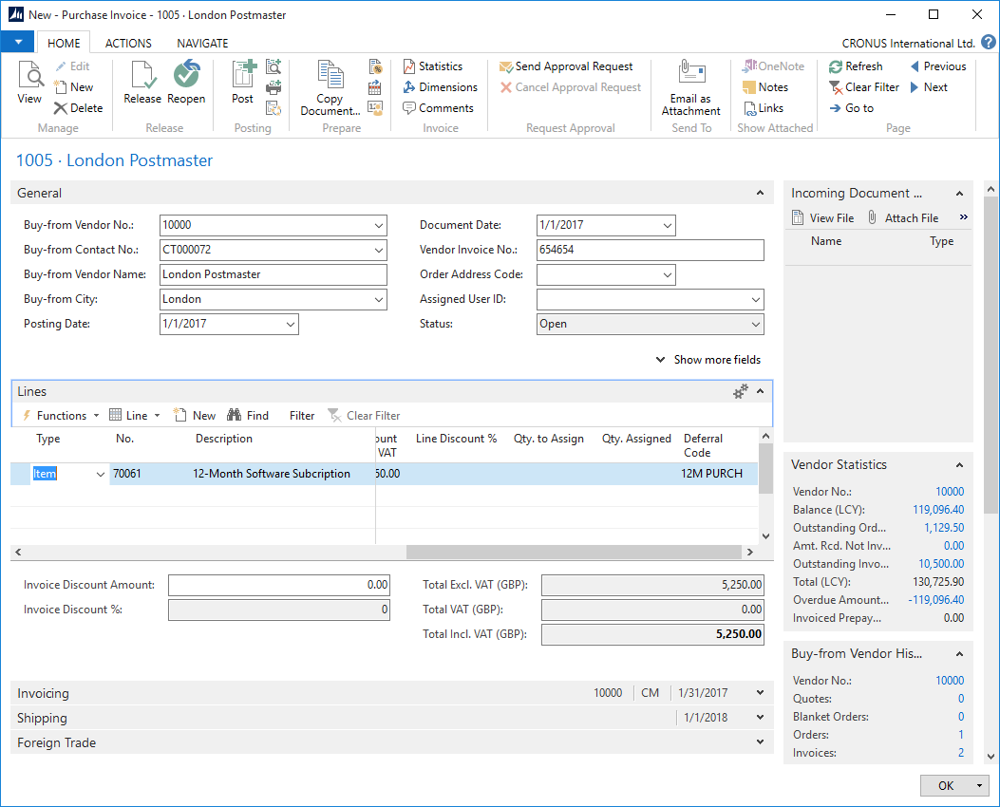 New - Purchase Invoice - 1005 · London Postmaster
HOME ACTIONS NAVIGATE CRONUS International Ltd.
View Edit New Delete Manage
Release Reopen Release
Post Posting
Copy Document... Prepare
Statistics Dimensions Comments Invoice
Send Approval Request Cancel Approval Request Request Approval
Email as Attachment Send To
OneNote Notes Links Show Attached
Refresh Clear Filter Go to Previous Next Page
1005 · London Postmaster
General
Buy-from Vendor No.: 10000
Buy-from Contact No.: CT000072
Buy-from Vendor Name: London Postmaster
Buy-from City: London
Posting Date: 1/1/2017
Document Date: 1/1/2017
Vendor Invoice No.: 654654
Order Address Code:
Assigned User ID:
Status: Open
Show more fields
Lines
Functions Line New Find Filter Clear Filter
Type No. Description ount VAT Line Discount % Qty. to Assign Qty. Assigned Deferral Code
Item 70061 12-Month Software Subcription 50.00 12M PURCH
Invoice Discount Amount: 0.00
Invoice Discount %: 0
Total Excl. VAT (GBP): 5,250.00
Total VAT (GBP): 0.00
Total Incl. VAT (GBP): 5,250.00
Invoicing 10000 CM 1/31/2017
Shipping 1/1/2018
Foreign Trade
Incoming Document ...
View File Attach File »
Name Type
Vendor Statistics
Vendor No.: 10000
Balance (LCY): 119,096.40
Outstanding Ord... 1,129.50
Amt. Rcd. Not Inv... 0.00
Outstanding Invo... 10,500.00
Total (LCY): 130,725.90
Overdue Amount... -119,096.40
Invoiced Prepay... 0.00
Buy-from Vendor His...
Vendor No.: 10000
Quotes: 0
Blanket Orders: 0
Orders: 1
Invoices: 2
OK